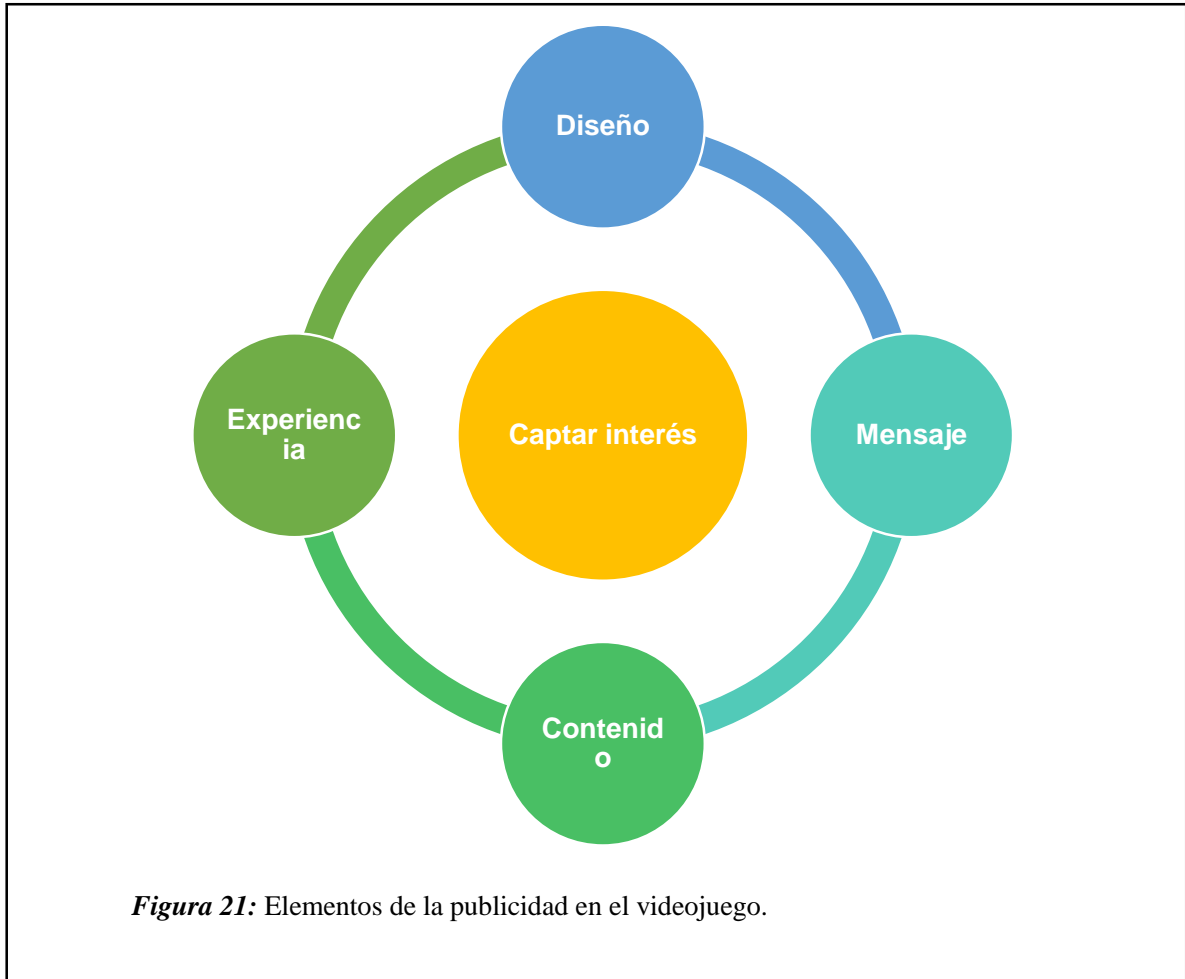 Diseño
Experienc
ia
Captar interés
Mensaje
Contenid
o
Figura 21: Elementos de la publicidad en el videojuego.